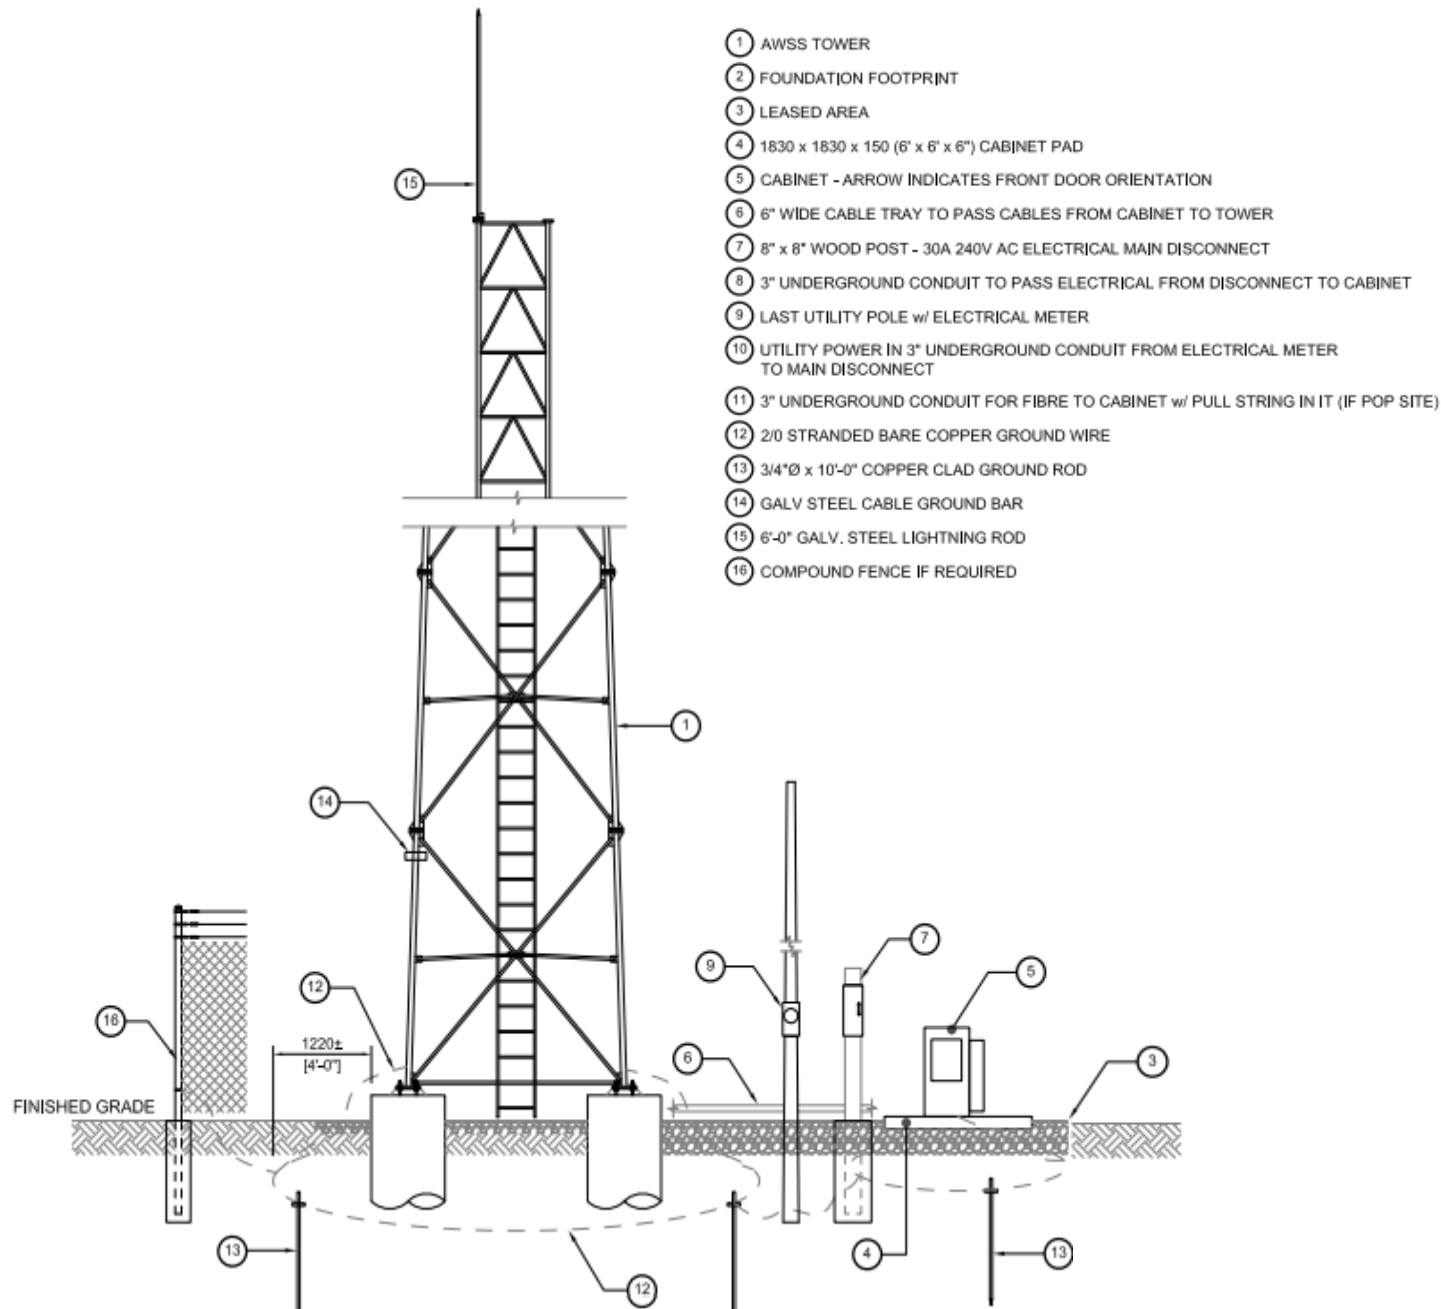 1 AWSS TOWER
2 FOUNDATION FOOTPRINT
3 LEASED AREA
4 1830 x 1830 x 150 (6' x 6' x 6") CABINET PAD
5 CABINET - ARROW INDICATES FRONT DOOR ORIENTATION
6 6" WIDE CABLE TRAY TO PASS CABLES FROM CABINET TO TOWER
7 8" x 8" WOOD POST - 30A 240V AC ELECTRICAL MAIN DISCONNECT
8 3" UNDERGROUND CONDUIT TO PASS ELECTRICAL FROM DISCONNECT TO CABINET
9 LAST UTILITY POLE w/ ELECTRICAL METER
10 UTILITY POWER IN 3" UNDERGROUND CONDUIT FROM ELECTRICAL METER
TO MAIN DISCONNECT
11 3" UNDERGROUND CONDUIT FOR FIBRE TO CABINET w/ PULL STRING IN IT (IF POP SITE)
12 2/0 STRANDED BARE COPPER GROUND WIRE
13 3/4"Ø x 10'-0" COPPER CLAD GROUND ROD
14 GALV STEEL CABLE GROUND BAR
15 6'-0" GALV. STEEL LIGHTNING ROD
16 COMPOUND FENCE IF REQUIRED
15
1
14
7
9
5
12
16
1220±
[4'-0"]
6
3
FINISHED GRADE
13
4
13
12